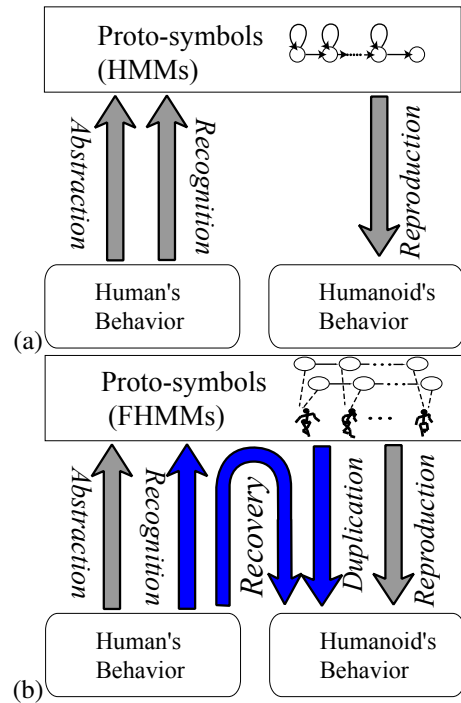 Proto-symbols
(HMMs)
Abstraction
Recognition
Reproduction
Human's
Behavior
Humanoid's
Behavior
(a)
Proto-symbols
(FHMMs)
Abstraction
Recognition
Recovery
Duplication
Reproduction
Human's
Behavior
Humanoid's
Behavior
(b)